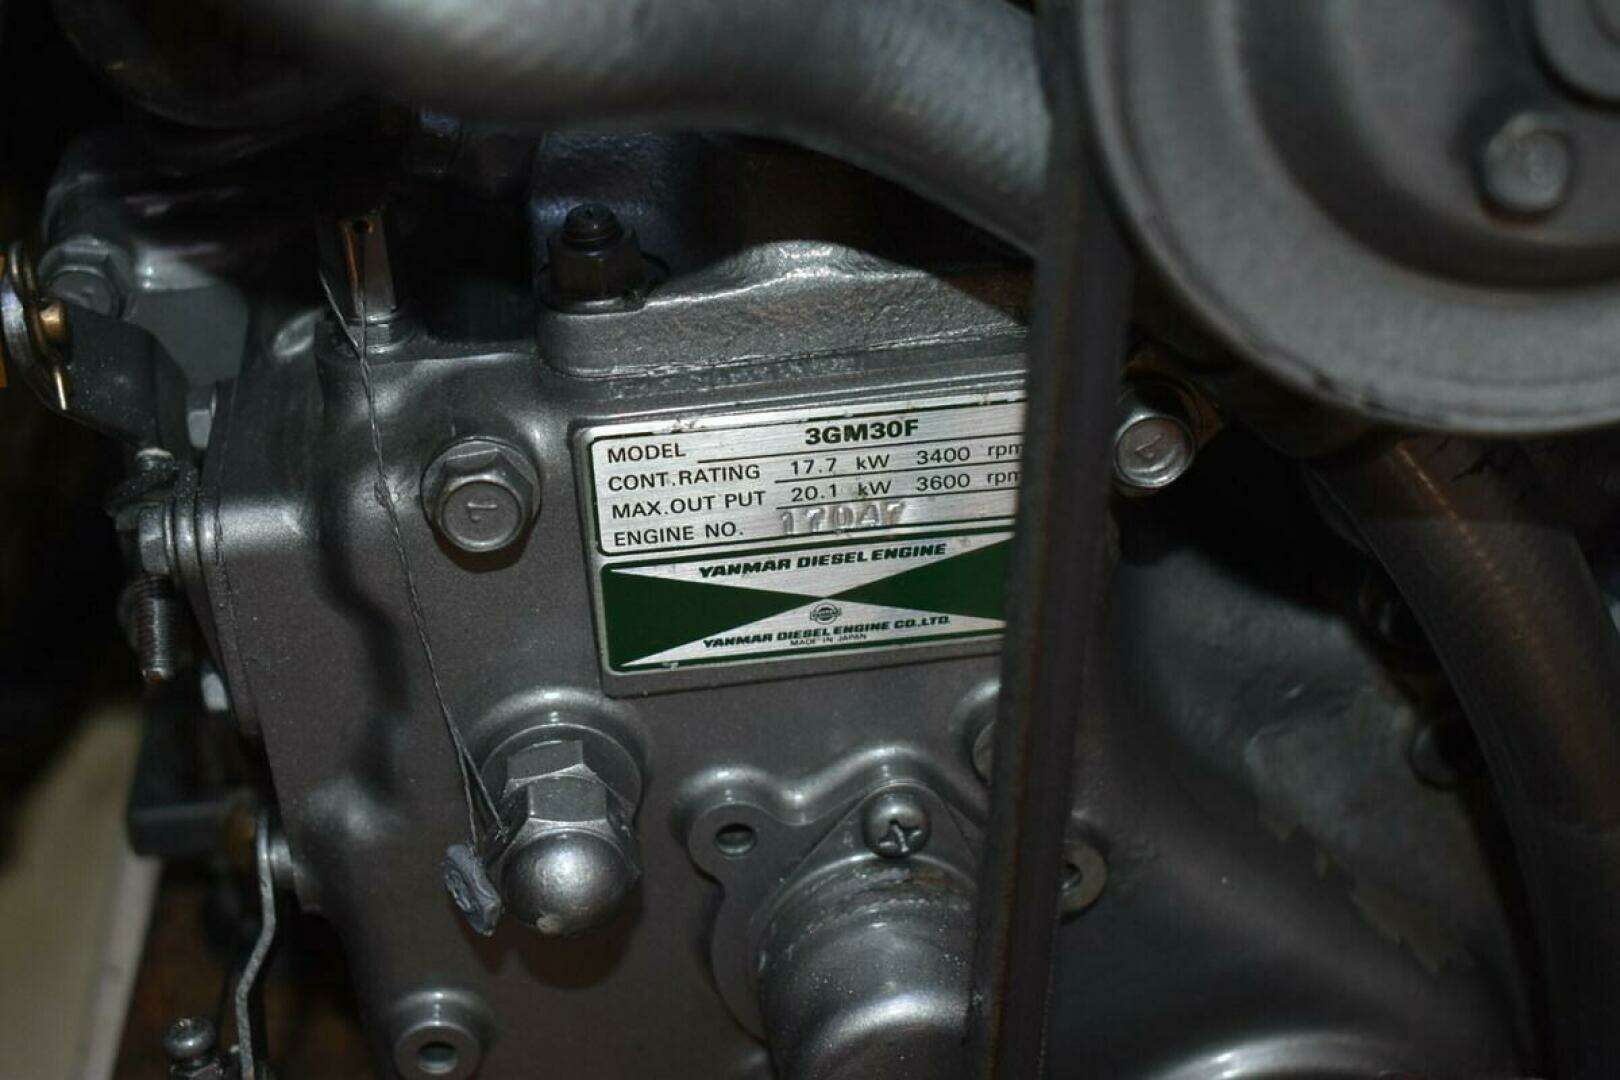 MODEL 3GM30F
CONT.RATING 17.7 kW 3400 rpm
MAX.OUT PUT 20.1 kW 3600 rpm
ENGINE NO.
YANMAR DIESEL ENGINE
YANMAR DIESEL ENGINE CO.,LTD.
MADE IN JAPAN